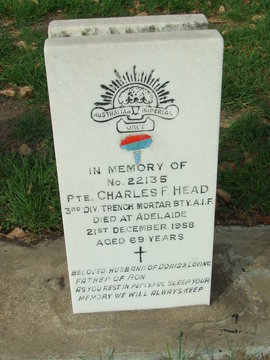 AUSTRALIAN IMPERIAL
FORCE
IN MEMORY OF
No. 22135
PTE. CHARLES F. HEAD
3RD DIV. TRENCH MORTAR BTY. A.I.F.
DIED AT ADELAIDE
21ST DECEMBER 1958
AGED 69 YEARS
BELOVED HUSBAND OF DORIS & LOVING
FATHER OF RON.
AS YOU REST IN PEACEFUL SLEEP YOUR
MEMORY WE WILL ALWAYS KEEP